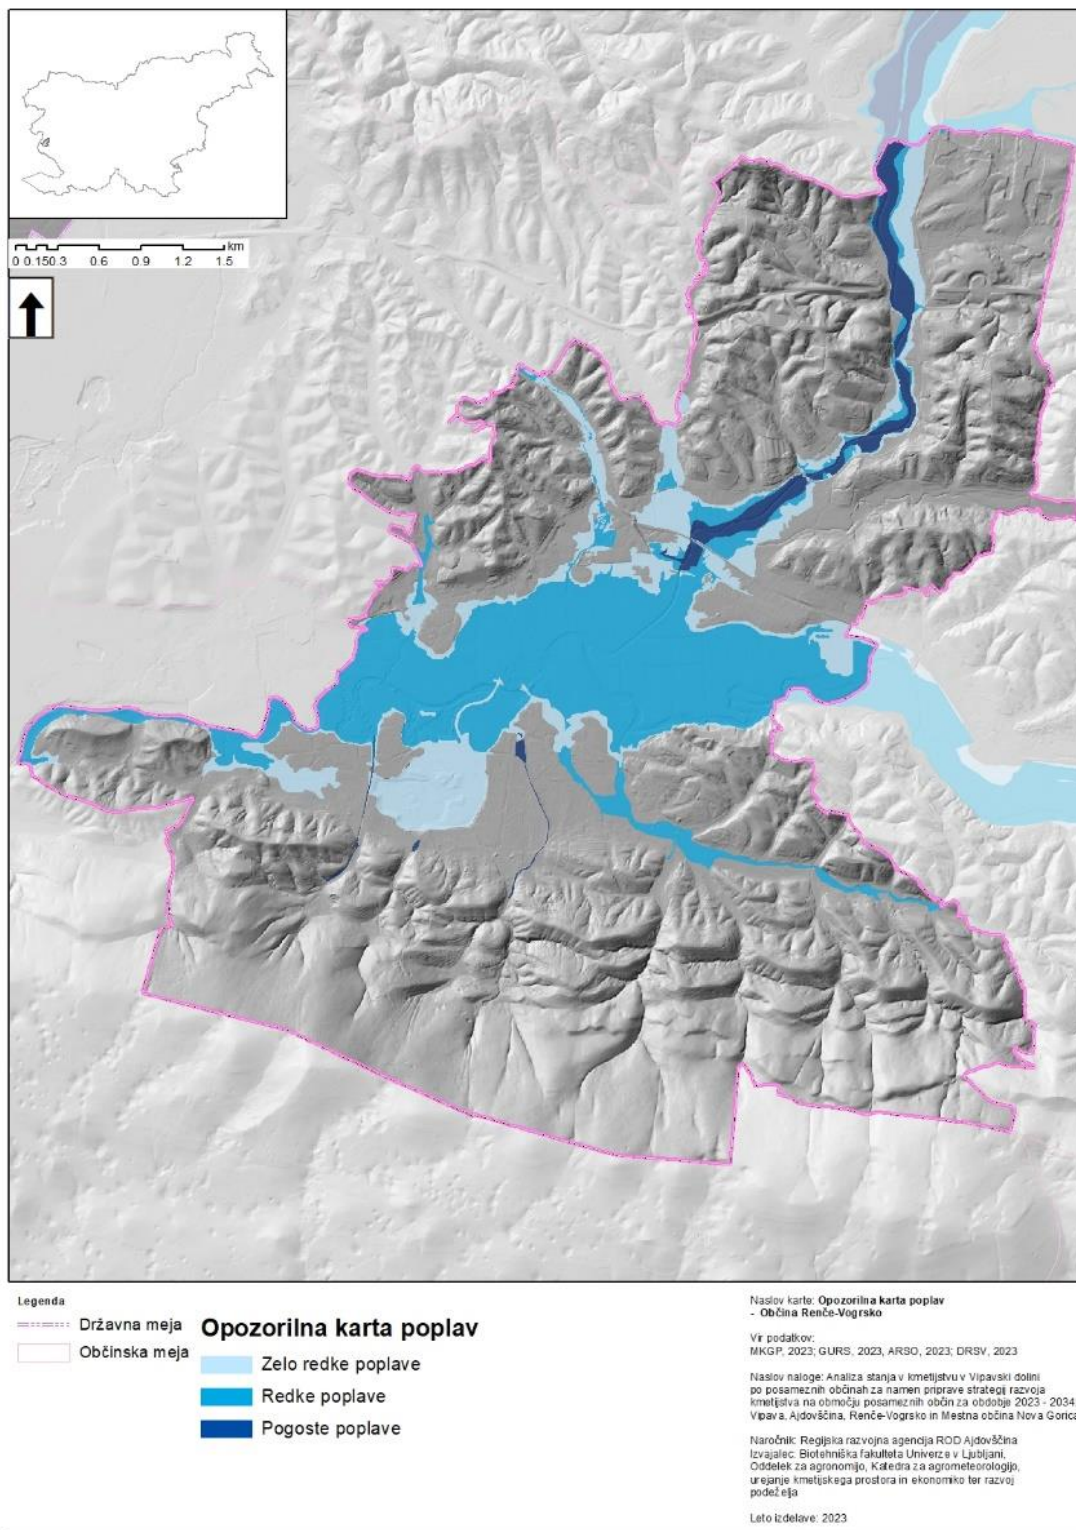 km
0 0.150.3 0.6 0.9 1.2 1.5
Legenda
Državna meja
Občinska meja
Opozorilna karta poplav
Zelo redke poplave
Redke poplave
Pogoste poplave
Naslov karte: Opozorilna karta poplav
- Občina Renče-Vogrsko
Vir podatkov:
MKGP, 2023; GURS, 2023, ARSO, 2023; DRSV, 2023
Naslov naloge: Analiza stanja v kmetijstvu v Vipavski dolini
po posameznih občinah za namen priprave strategij razvoja
kmetijstva na območju posameznih občin za obdobje 2023 - 2034
Vipava, Ajdovščina, Renče-Vogrsko in Mestna občina Nova Gorica
Naročnik: Regijska razvojna agencija ROD Ajdovščina
Izvajalec: Biotehniška fakulteta Univerze v Ljubljani,
Oddelek za agronomijo, Katedra za agrometeorologijo,
urejanje kmetijskega prostora in ekonomiko ter razvoj
podeželja
Leto izdelave: 2023